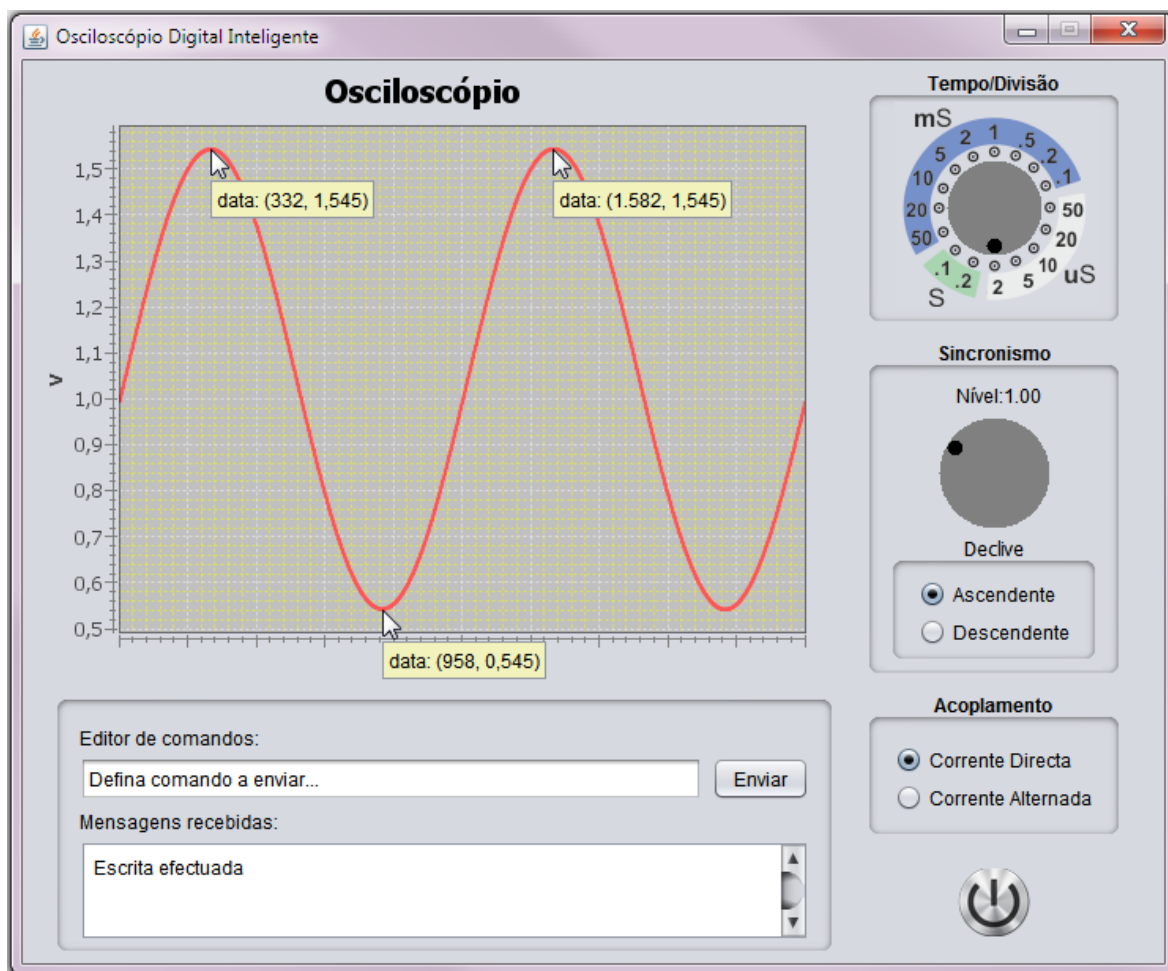 Osciloscópio Digital Inteligente
Osciloscópio
1,5
1,4
1,3
1,2
1,1
1,0
0,9
0,8
0,7
0,6
0,5
v
data: (332, 1,545)
data: (1.582, 1,545)
data: (958, 0,545)
Editor de comandos:
Defina comando a enviar...
Enviar
Mensagens recebidas:
Escrita efectuada
Tempo/Divisão
mS
50
20
10
5
2
1
.5
.2
.1
50
20
10
5
2
uS
.2
.1
S
Sincronismo
Nível:1.00
Declive
Ascendente
Descendente
Acoplamento
Corrente Directa
Corrente Alternada